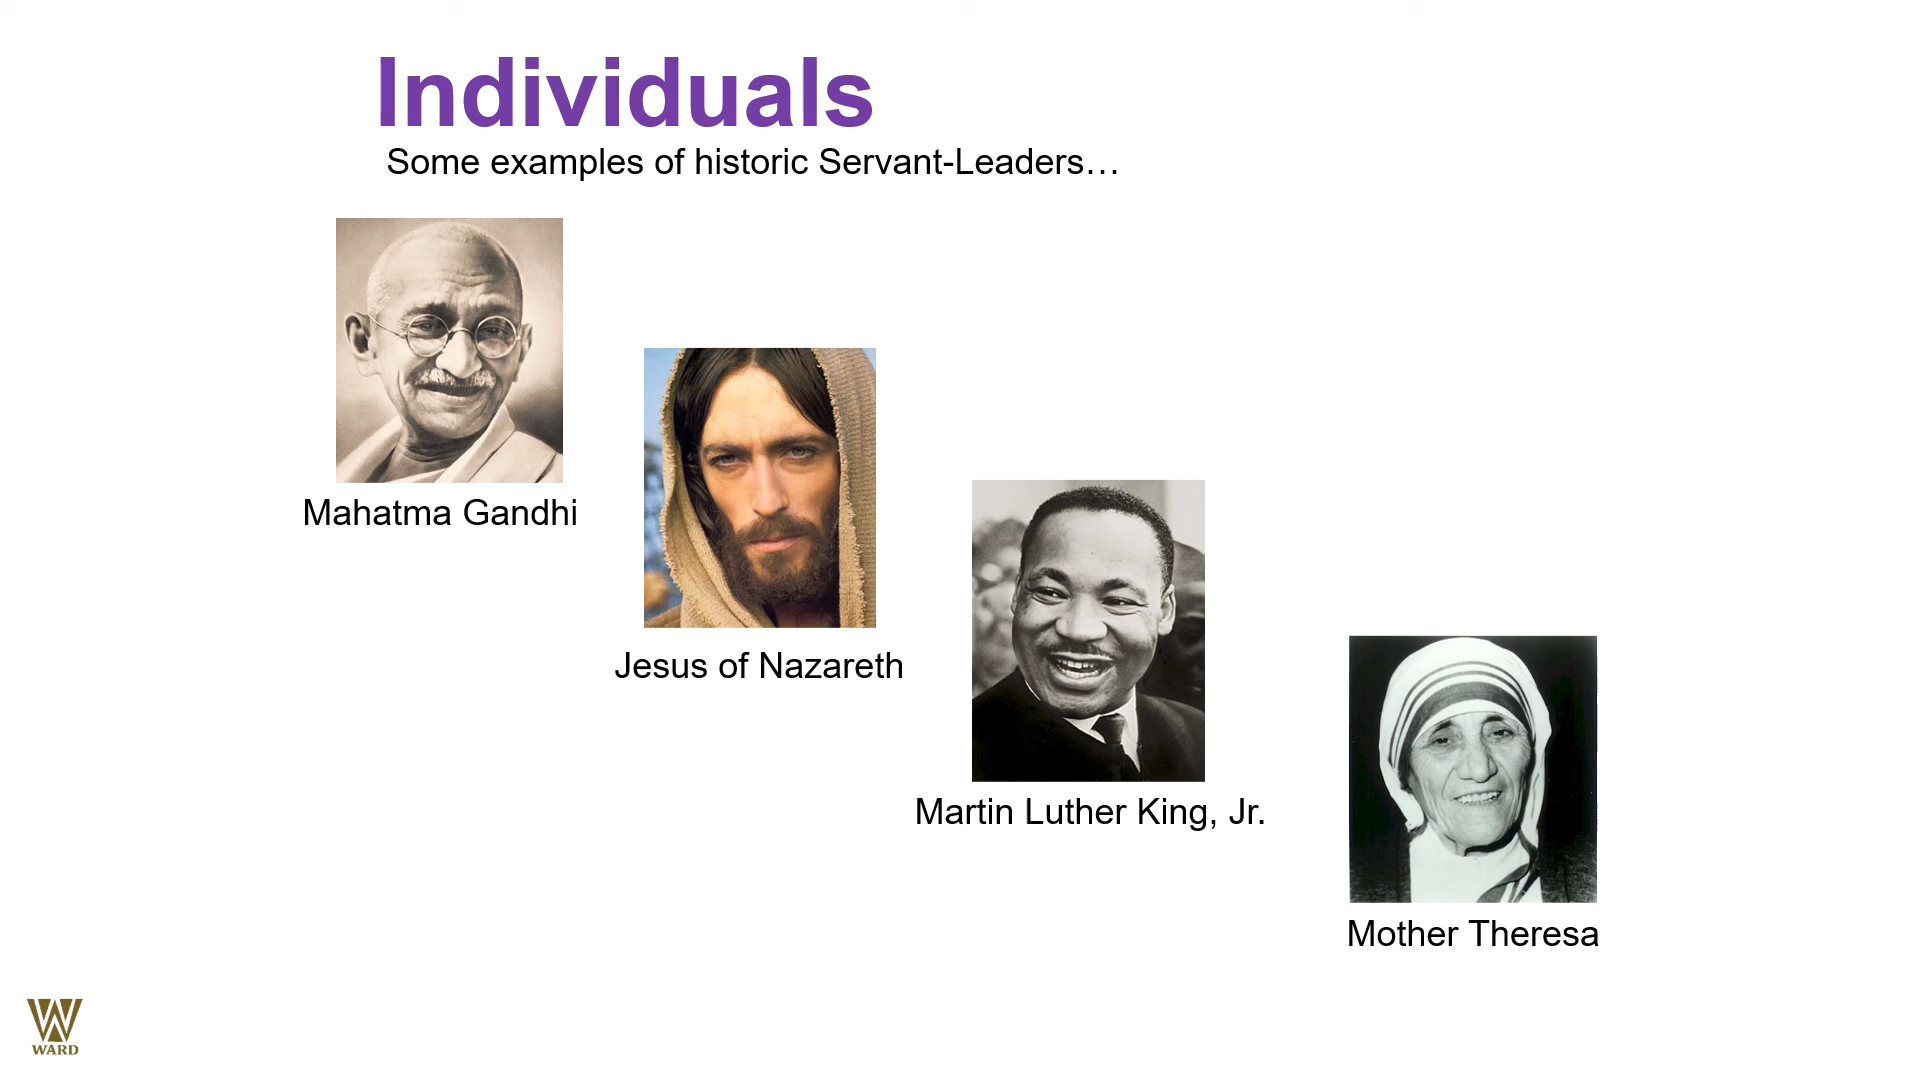 Individuals
Some examples of historic Servant-Leaders…
Mahatma Gandhi
Jesus of Nazareth
Martin Luther King, Jr.
Mother Theresa
WARD